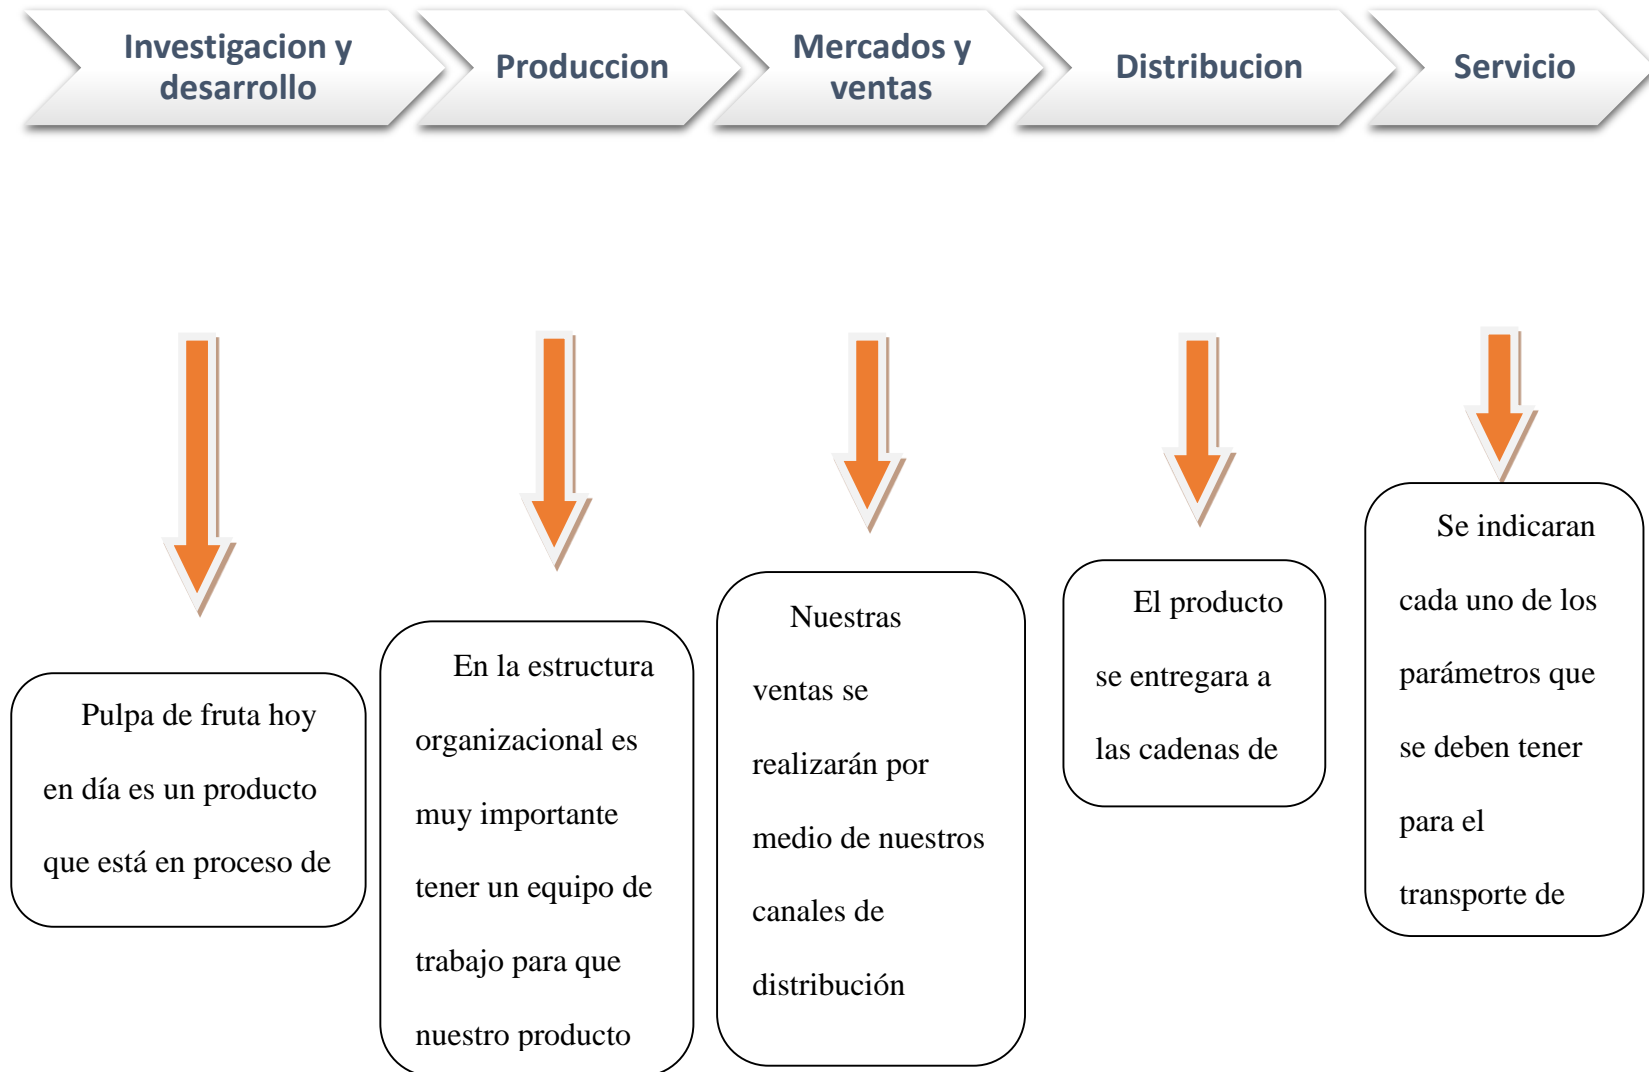 Investigacion y
desarrollo
Produccion
Mercados y
ventas
Distribucion
Servicio
Pulpa de fruta hoy
en día es un producto
que está en proceso de
En la estructura
organizacional es
muy importante
tener un equipo de
trabajo para que
nuestro producto
Nuestras
ventas se
realizarán por
medio de nuestros
canales de
distribución
El producto
se entregara a
las cadenas de
Se indicaran
cada uno de los
parámetros que
se deben tener
para el
transporte de